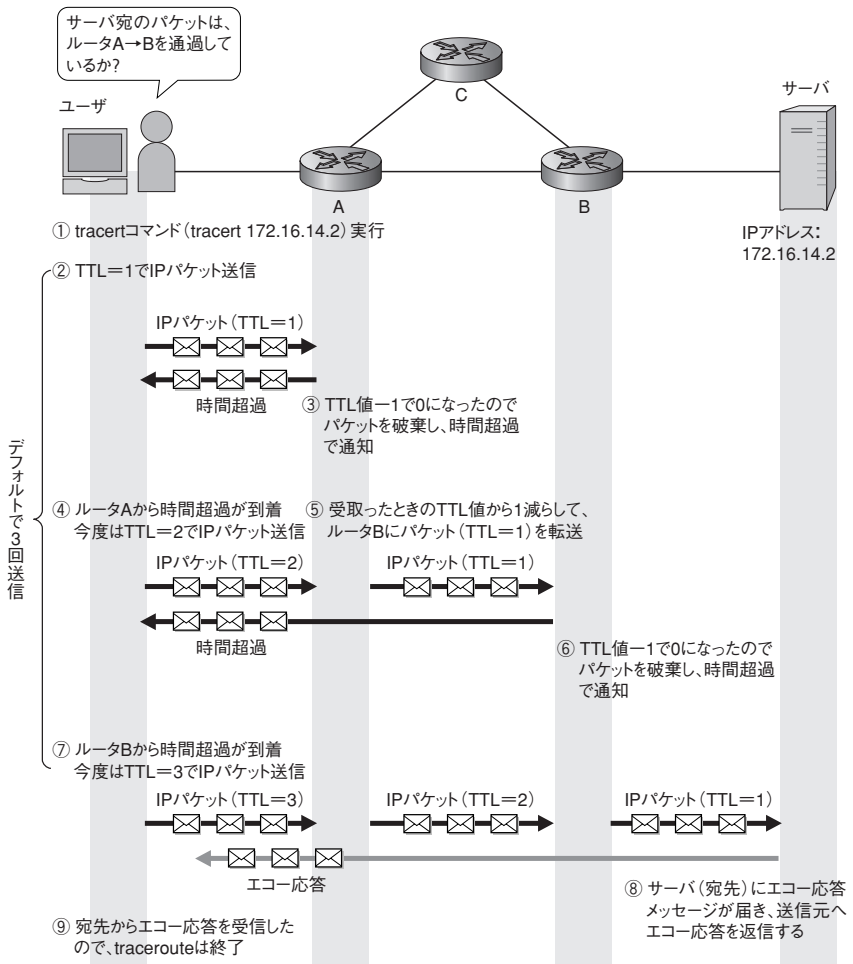 サーバ宛のパケットは、
ルータA→Bを通過して
いるか?
ユーザ
C
サーバ
A
B
① tracertコマンド(tracert 172.16.14.2)実行
IPアドレス:
172.16.14.2
② TTL=1でIPパケット送信
IPパケット(TTL=1)
時間超過
③ TTL値ー1で0になったので
パケットを破棄し、時間超過
で通知
デフォルトで3回送信
④ ルータAから時間超過が到着
今度はTTL=2でIPパケット送信
⑤ 受取ったときのTTL値から1減らして、
ルータBにパケット(TTL=1)を転送
IPパケット(TTL=2)
IPパケット(TTL=1)
時間超過
⑥ TTL値ー1で0になったので
パケットを破棄し、時間超過
で通知
⑦ ルータBから時間超過が到着
今度はTTL=3でIPパケット送信
IPパケット(TTL=3)
IPパケット(TTL=2)
IPパケット(TTL=1)
エコー応答
⑧ サーバ(宛先)にエコー応答
メッセージが届き、送信元へ
エコー応答を返信する
⑨ 宛先からエコー応答を受信した
ので、tracerouteは終了